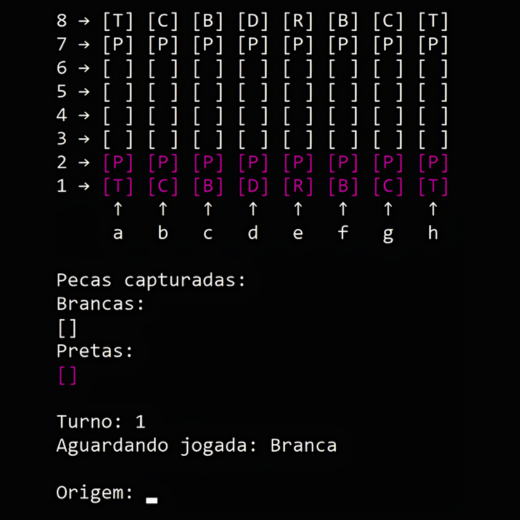 8 → [T] [C] [B] [D] [R] [B] [C] [T]
7 → [P] [P] [P] [P] [P] [P] [P] [P]
6 → [ ] [ ] [ ] [ ] [ ] [ ] [ ] [ ]
5 → [ ] [ ] [ ] [ ] [ ] [ ] [ ] [ ]
4 → [ ] [ ] [ ] [ ] [ ] [ ] [ ] [ ]
3 → [ ] [ ] [ ] [ ] [ ] [ ] [ ] [ ]
2 → [P] [P] [P] [P] [P] [P] [P] [P]
1 → [T] [C] [B] [D] [R] [B] [C] [T]
↑ ↑ ↑ ↑ ↑ ↑ ↑ ↑
a b c d e f g h
Pecas capturadas:
Brancas:
[]
Pretas:
[]
Turno: 1
Aguardando jogada: Branca
Origem: